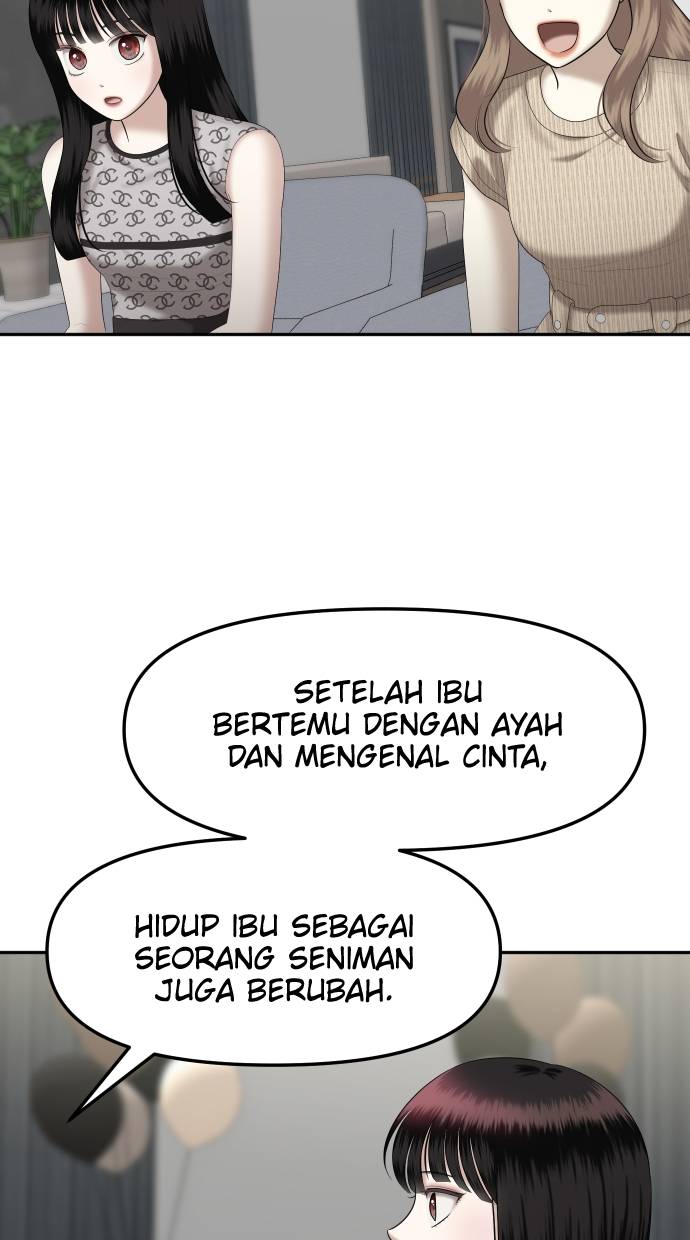 SETELAH IBU
BERTEMU DENGAN AYAH
DAN MENGENAL CINTA,
HIDUP IBU SEBAGAI
SEORANG SENIMAN
JUGA BERUBAH.